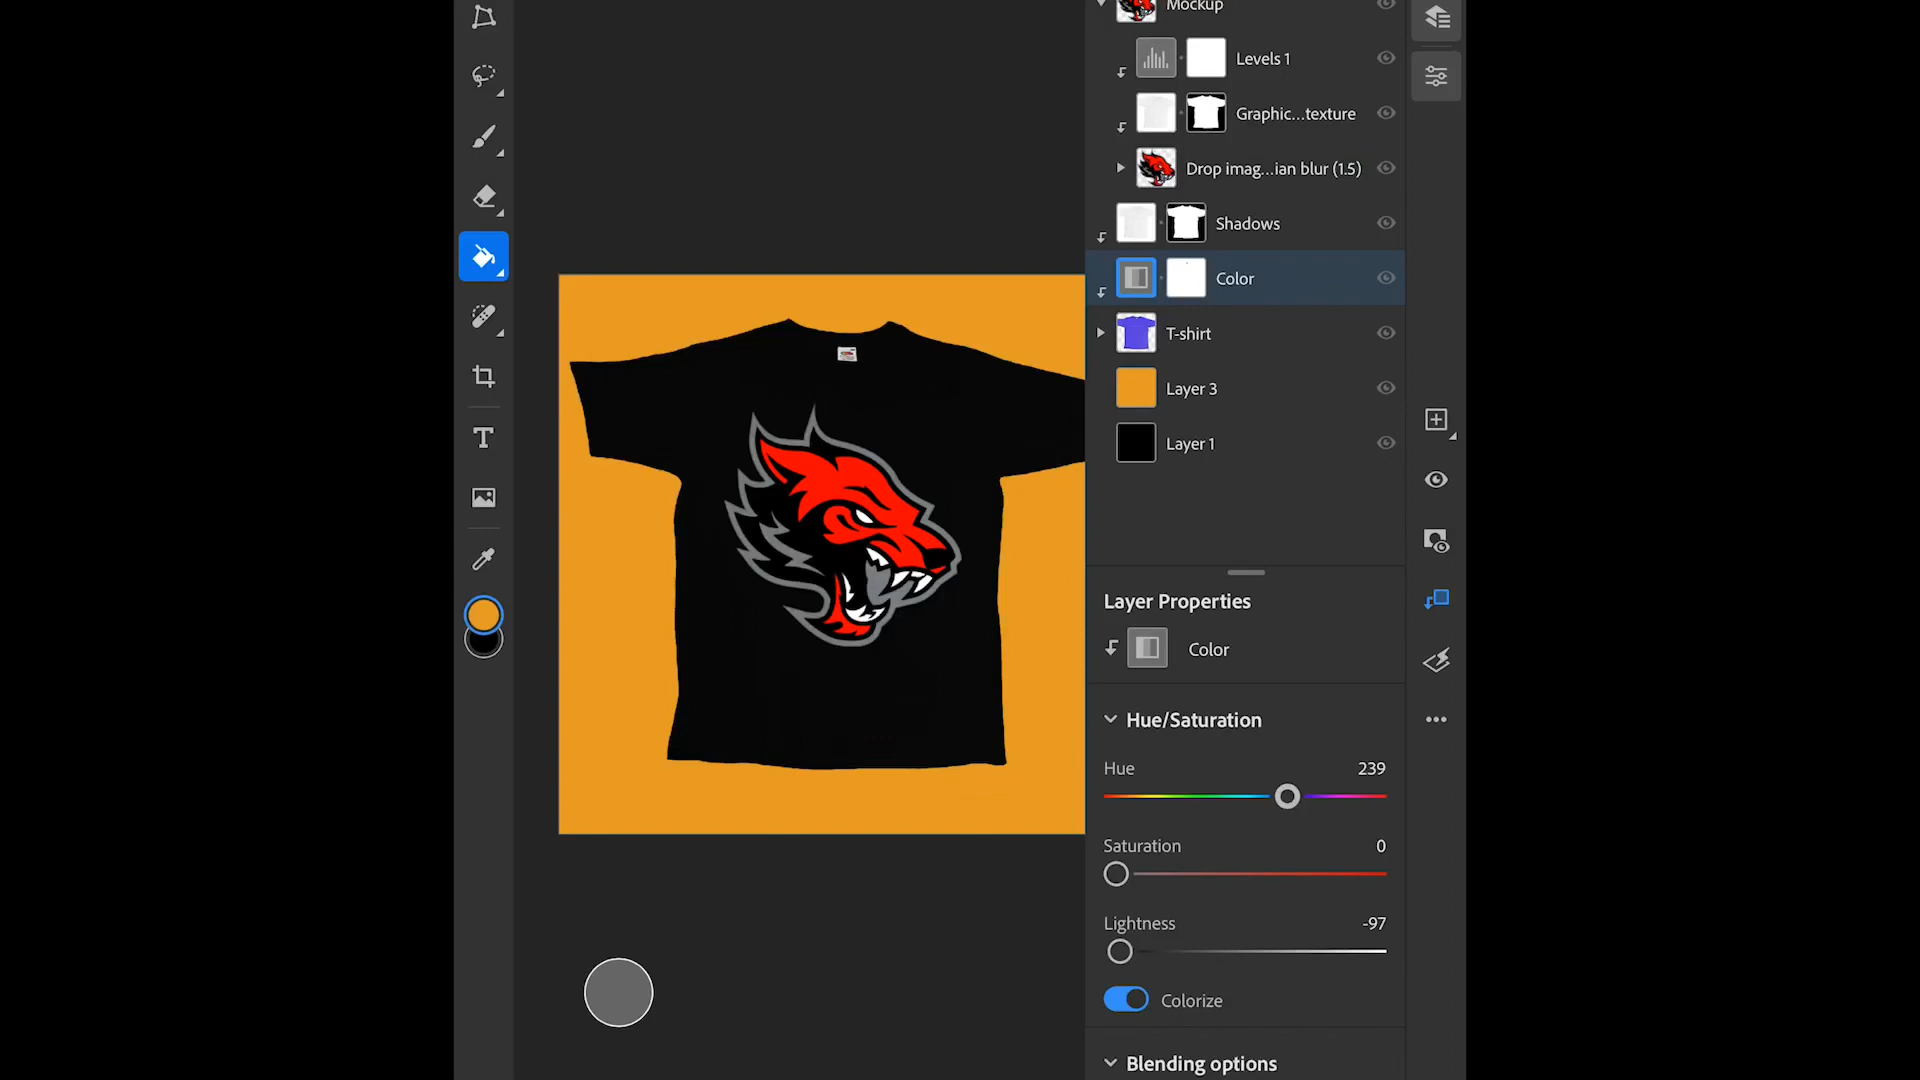 Mockup
Levels 1
Graphic...texture
Drop imag...ian blur (1.5)
Shadows
Color
T-shirt
Layer 3
Layer 1
Layer Properties
Color
Hue/Saturation
Hue 239
Saturation 0
Lightness -97
Colorize
Blending options